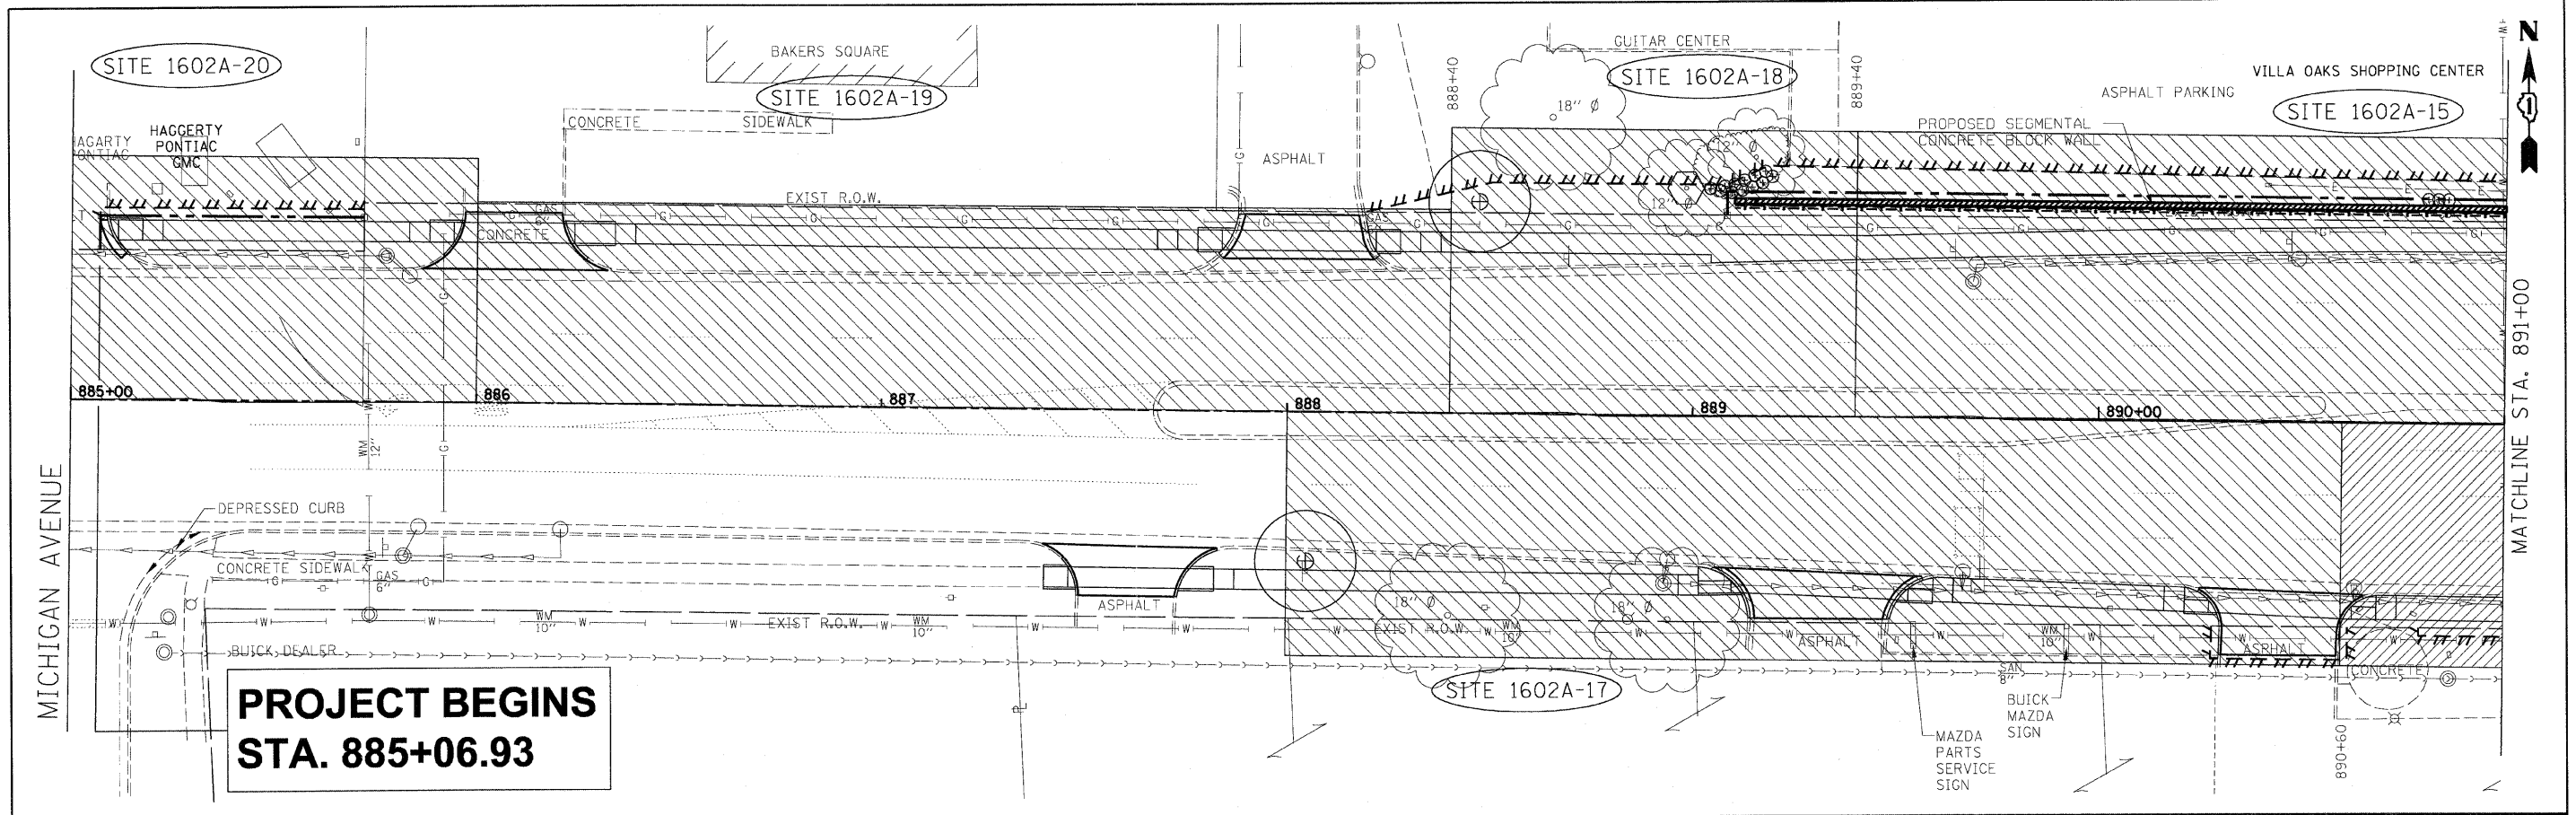 SITE 1602A-20
BAKERS SQUARE
SITE 1602A-19
CONCRETE SIDEWALK
HAGGERTY
PONTIAC
GMC
AGARTY
ONTIAC
ASPHALT
888+40
GUITAR CENTER
SITE 1602A-18
18" Ø
889+40
VILLA OAKS SHOPPING CENTER
ASPHALT PARKING
SITE 1602A-15
PROPOSED SEGMENTAL
CONCRETE BLOCK WALL
N
12" Ø
12" Ø
EXIST R.O.W.
GAS
6"
CONCRETE
GAS
G G G G G G G G
E E E
885+00
886
887
888
889
890+00
MATCHLINE STA. 891+00
WM
12"
G
MICHIGAN AVENUE
DEPRESSED CURB
CONCRETE SIDEWALK
GAS
6"
WM
10"
EXIST R.O.W.
WM
10"
ASPHALT
18" Ø
EXIST R.O.W.
WM
10"
18" Ø
ASPHALT
WM
10"
ASPHALT
CONCRETE
BUICK DEALER
SAN
8"
SITE 1602A-17
PROJECT BEGINS
STA. 885+06.93
MAZDA
PARTS
SERVICE
SIGN
BUICK
MAZDA
SIGN
890+60